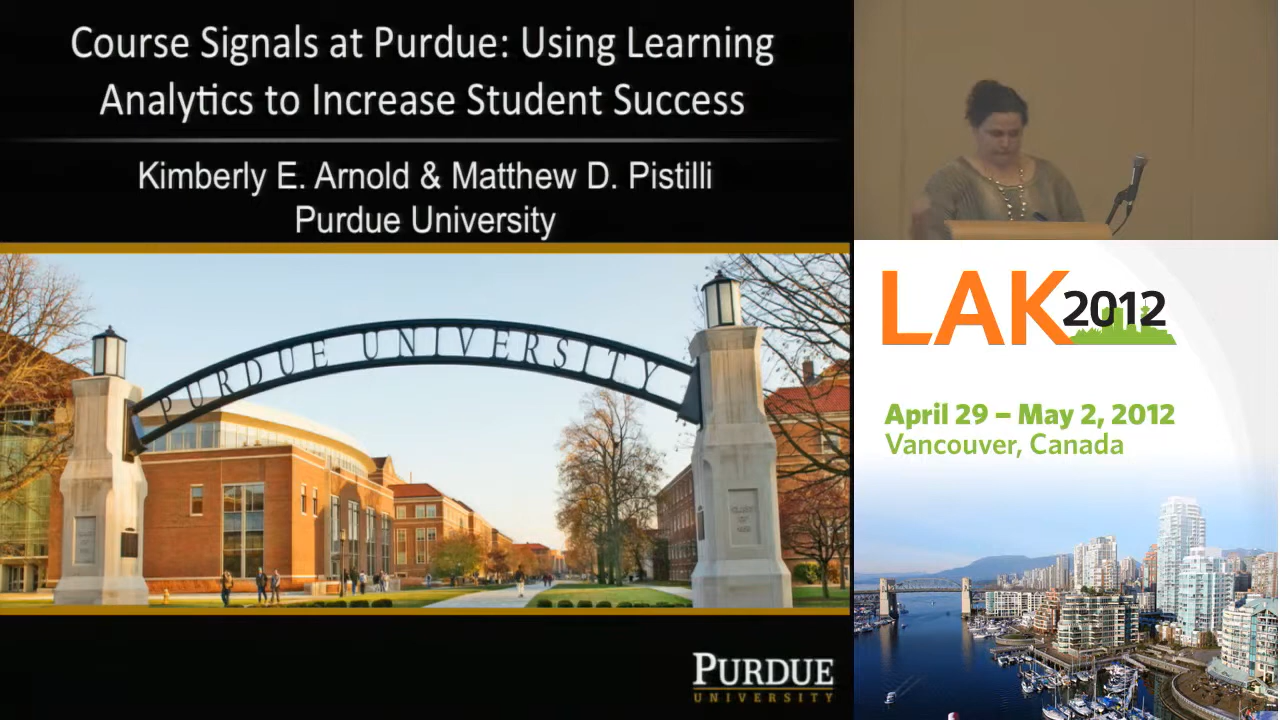 Course Signals at Purdue: Using Learning
Analytics to Increase Student Success
Kimberly E. Arnold & Matthew D. Pistilli
Purdue University
PURDUE UNIVERSITY
PURDUE
UNIVERSITY
LAK2012
April 29 – May 2, 2012
Vancouver, Canada